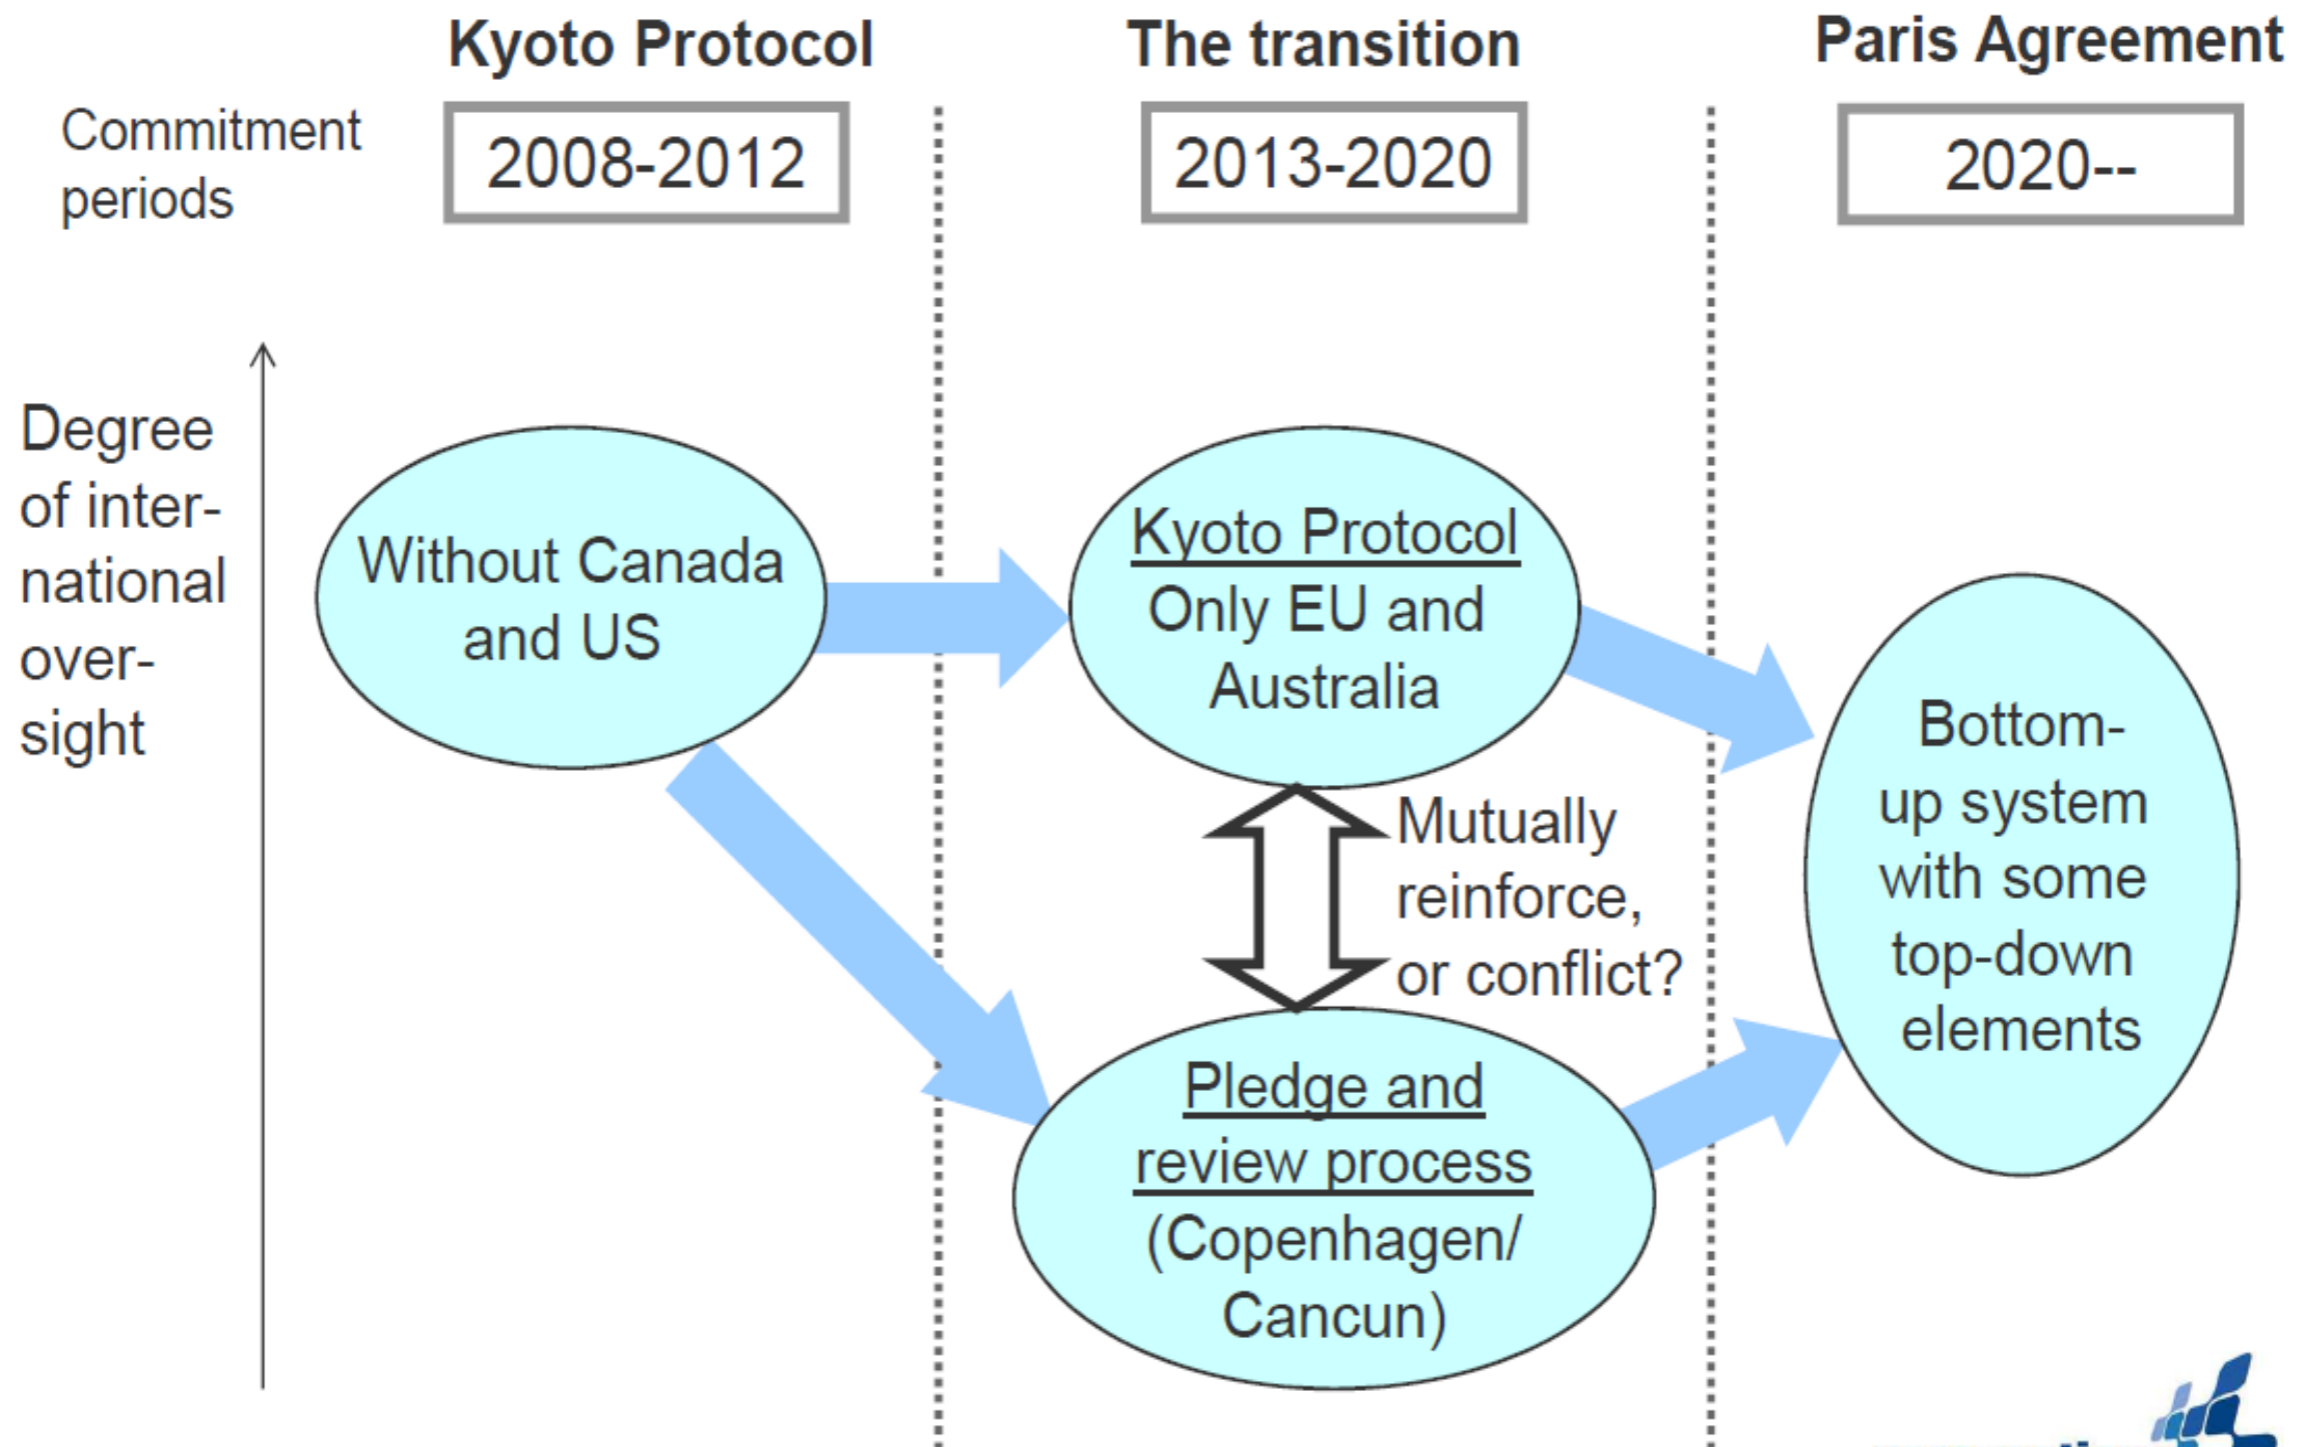 Kyoto Protocol
The transition
Paris Agreement
Commitment
periods
2008-2012
2013-2020
2020--
Degree
of inter-
national
over-
sight
Without Canada
and US
Kyoto Protocol
Only EU and
Australia
Mutually
reinforce,
or conflict?
Pledge and
review process
(Copenhagen/
Cancun)
Bottom-
up system
with some
top-down
elements